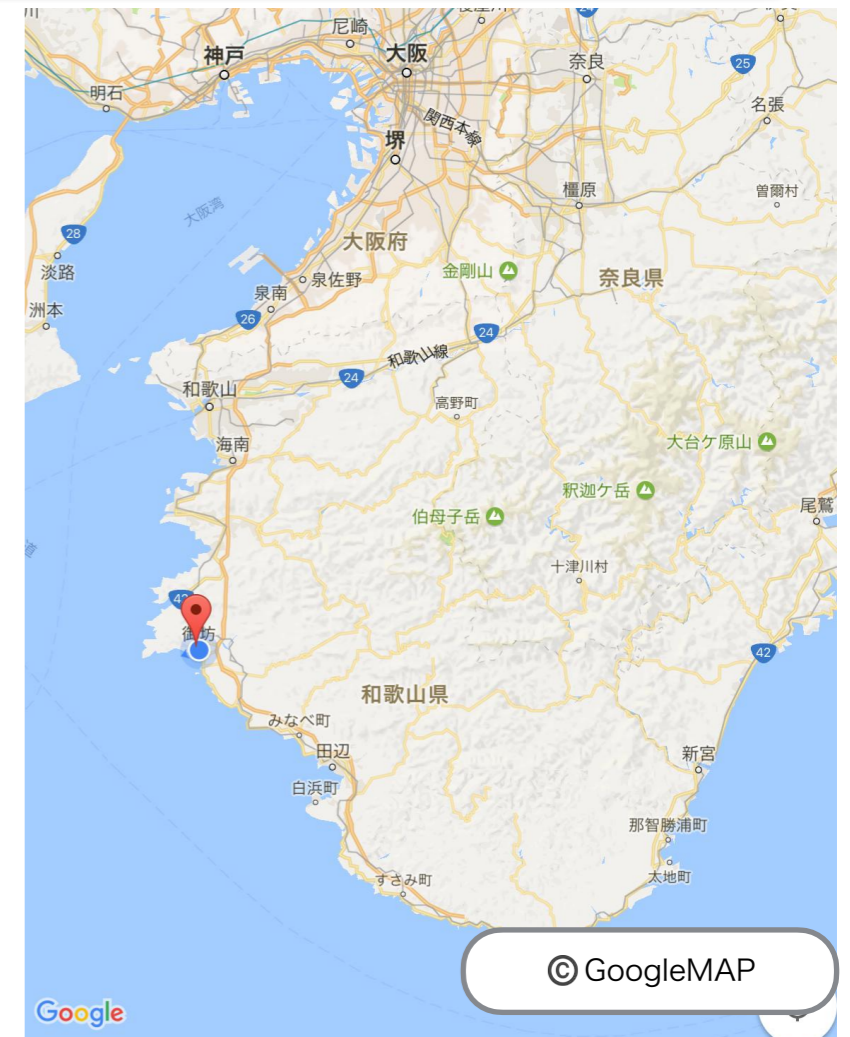 尼崎
24
神戸
大阪
奈良
25
明石
関西本線
名張
堺
橿原
曽爾村
大阪湾
28
大阪府
淡路
金剛山
奈良県
泉佐野
泉南
洲本
26
24
和歌山線
24
和歌山
高野町
海南
大台ケ原山
釈迦ケ岳
尾鷲
伯母子岳
道
十津川村
42
御坊
42
和歌山県
みなべ町
田辺
新宮
白浜町
那智勝浦町
すさみ町
太地町
© GoogleMAP
Google